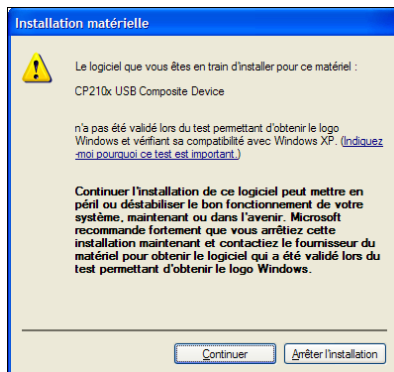 Installation matérielle
Le logiciel que vous êtes en train d'installer pour ce matériel :
CP210x USB Composite Device
n'a pas été validé lors du test permettant d'obtenir le logo
Windows et vérifiant sa compatibilité avec Windows XP. (Indiquez
-moi pourquoi ce test est important.)
Continuer l'installation de ce logiciel peut mettre en
péril ou déstabiliser le bon fonctionnement de votre
système, maintenant ou dans l'avenir. Microsoft
recommande fortement que vous arrêtiez cette
installation maintenant et contactiez le fournisseur du
matériel pour obtenir le logiciel qui a été validé lors du
test permettant d'obtenir le logo Windows.
Continuer
Arrêter l'installation